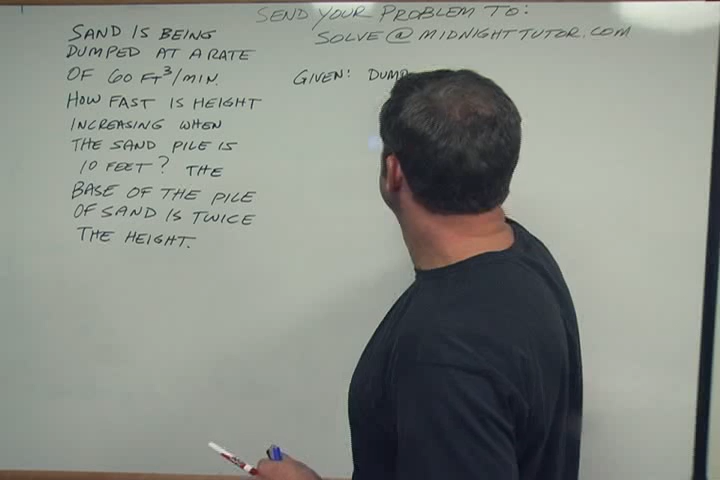 SEND YOUR PROBLEM TO:
SOLVE@MIDNIGHTTUTOR.COM
SAND IS BEING
DUMPED AT A RATE
OF 60 FT³/MIN.
HOW FAST IS HEIGHT
INCREASING WHEN
THE SAND PILE IS
10 FEET? THE
BASE OF THE PILE
OF SAND IS TWICE
THE HEIGHT.
GIVEN: DUMP